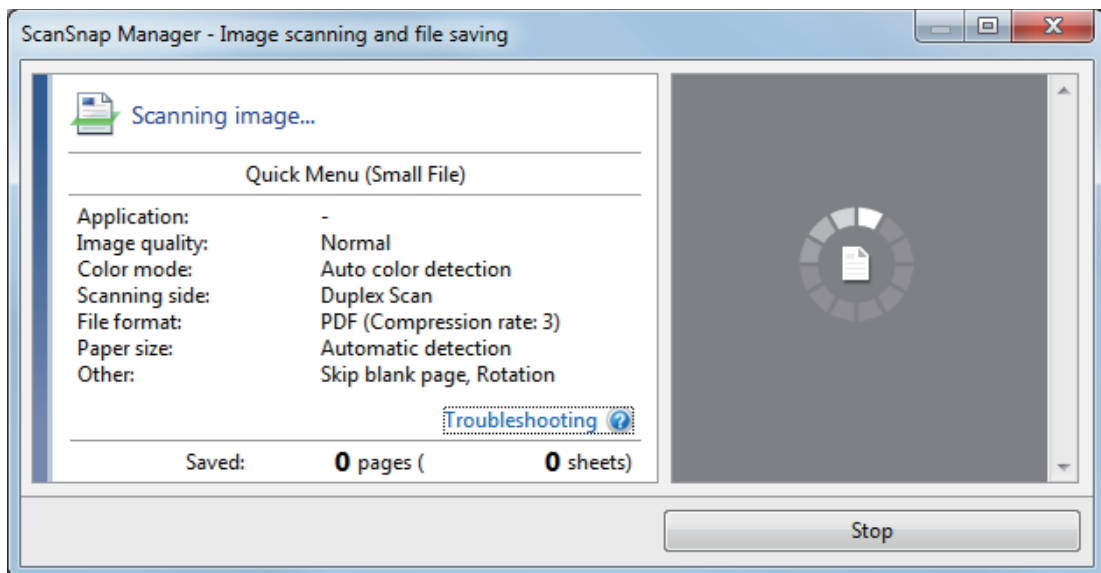 ScanSnap Manager - Image scanning and file saving
Scanning image...
Quick Menu (Small File)
Application: -
Image quality: Normal
Color mode: Auto color detection
Scanning side: Duplex Scan
File format: PDF (Compression rate: 3)
Paper size: Automatic detection
Other: Skip blank page, Rotation
Troubleshooting ?
Saved: 0 pages ( 0 sheets)
Stop